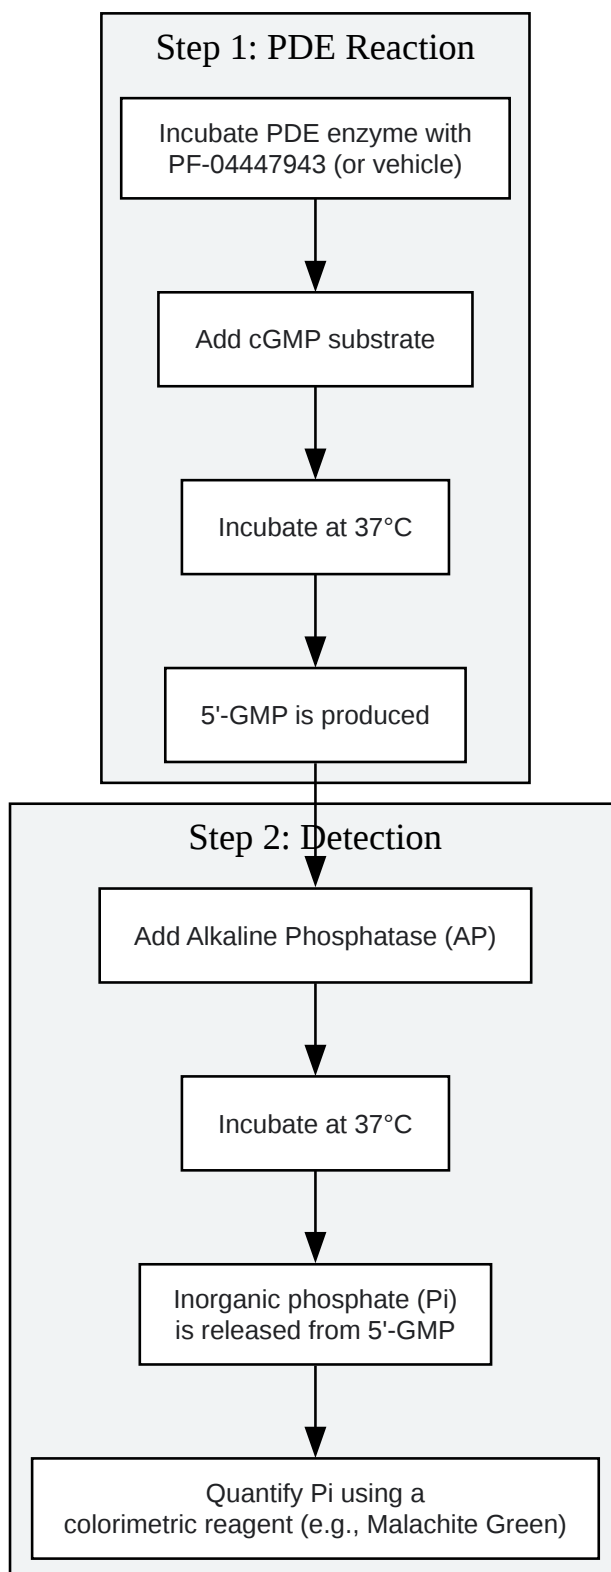 Step 1: PDE Reaction
Incubate PDE enzyme with
PF-04447943 (or vehicle)
Add cGMP substrate
Incubate at 37°C
5'-GMP is produced
Step 2: Detection
Add Alkaline Phosphatase (AP)
Incubate at 37°C
Inorganic phosphate (Pi)
is released from 5'-GMP
Quantify Pi using a
colorimetric reagent (e.g., Malachite Green)